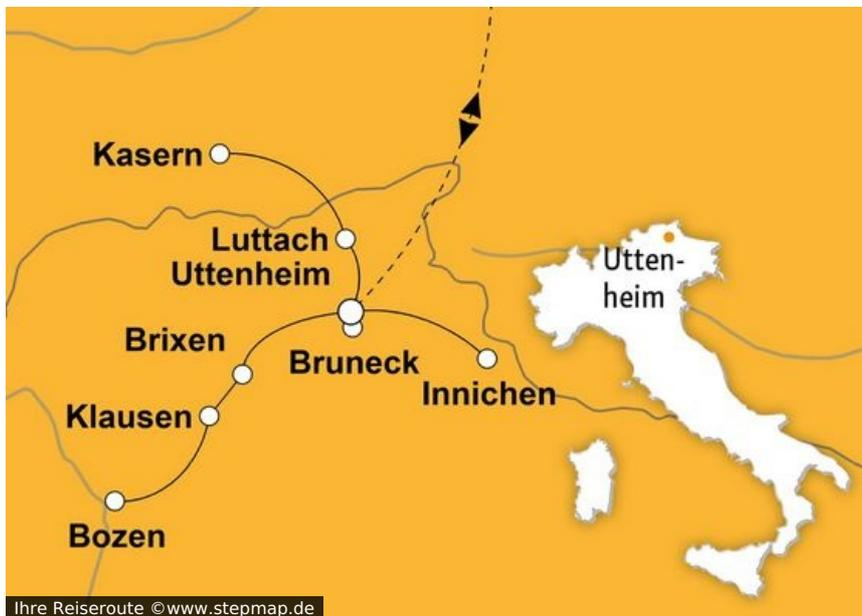 Kasern
Luttach
Uttenheim
Utten-
heim
Brixen
Bruneck
Innichen
Klausen
Bozen
Ihre Reiseroute ©www.stepmap.de